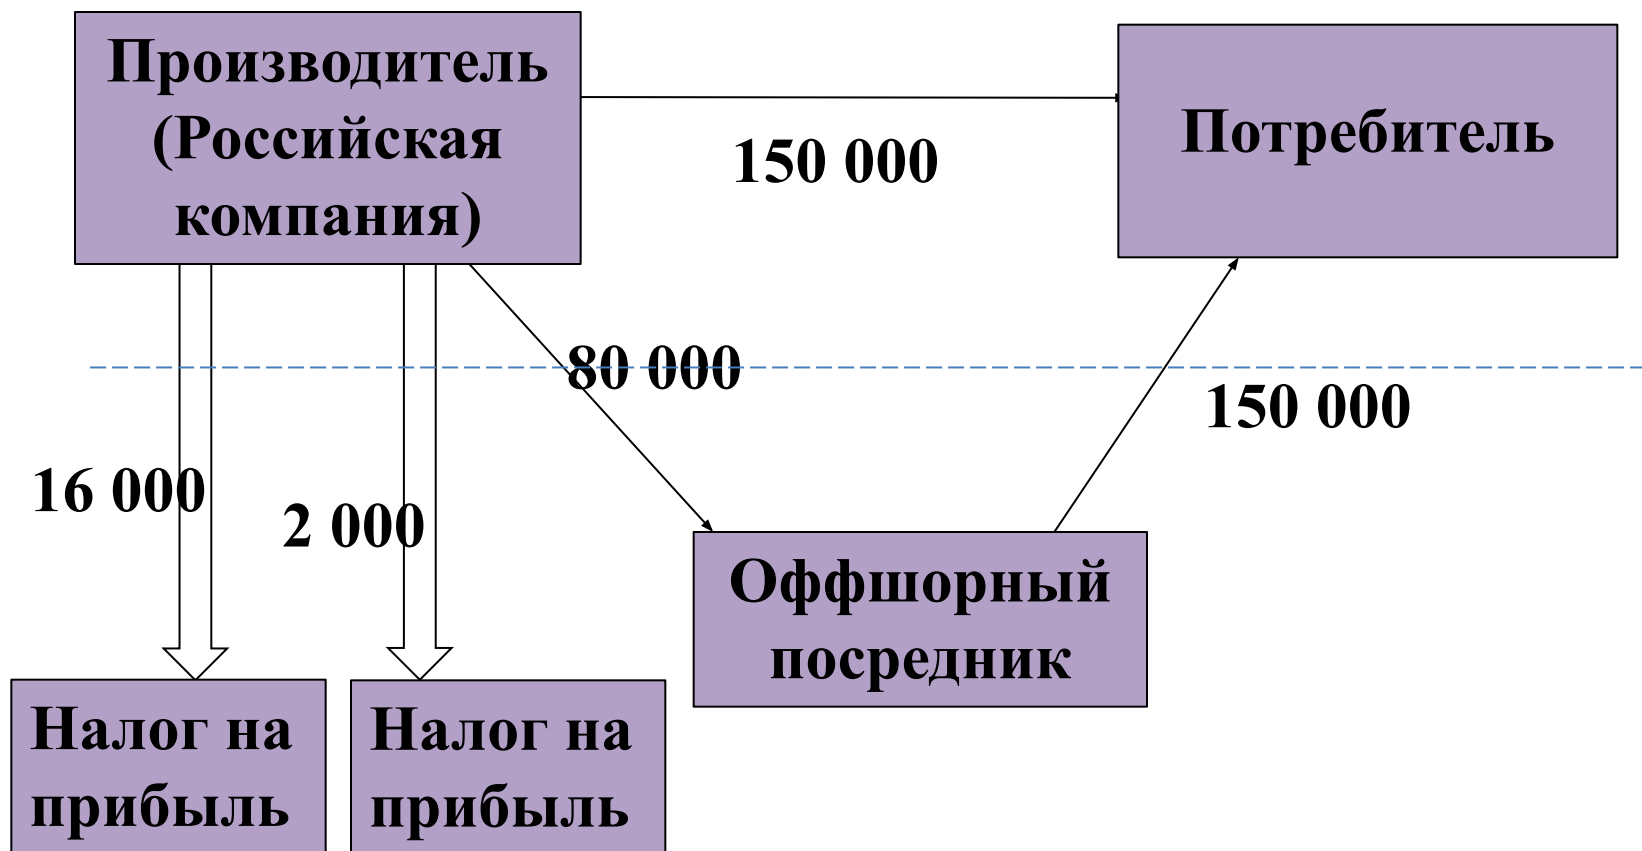 Производитель
(Российская
компания)
Потребитель
150 000
80 000
150 000
16 000
2 000
Оффшорный
посредник
Налог на
прибыль
Налог на
прибыль